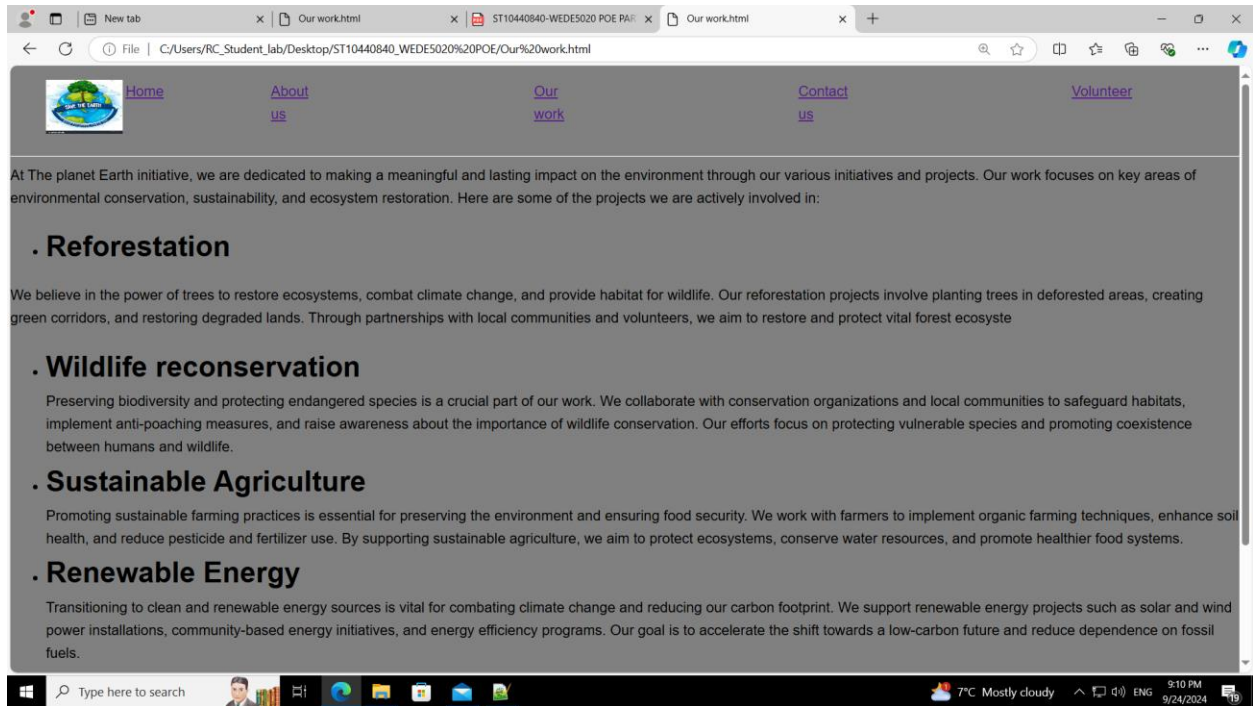 New tab
Our work.html
ST10440840-WEDE5020 POE PAR
Our work.html
File | C:/Users/RC_Student_lab/Desktop/ST10440840_WEDE5020%20POE/Our%20work.html
SAVE THE EARTH
Home
About us
Our work
Contact us
Volunteer
At The planet Earth initiative, we are dedicated to making a meaningful and lasting impact on the environment through our various initiatives and projects. Our work focuses on key areas of
environmental conservation, sustainability, and ecosystem restoration. Here are some of the projects we are actively involved in:
• Reforestation
We believe in the power of trees to restore ecosystems, combat climate change, and provide habitat for wildlife. Our reforestation projects involve planting trees in deforested areas, creating
green corridors, and restoring degraded lands. Through partnerships with local communities and volunteers, we aim to restore and protect vital forest ecosyste
• Wildlife reconservation
Preserving biodiversity and protecting endangered species is a crucial part of our work. We collaborate with conservation organizations and local communities to safeguard habitats,
implement anti-poaching measures, and raise awareness about the importance of wildlife conservation. Our efforts focus on protecting vulnerable species and promoting coexistence
between humans and wildlife.
• Sustainable Agriculture
Promoting sustainable farming practices is essential for preserving the environment and ensuring food security. We work with farmers to implement organic farming techniques, enhance soil
health, and reduce pesticide and fertilizer use. By supporting sustainable agriculture, we aim to protect ecosystems, conserve water resources, and promote healthier food systems.
• Renewable Energy
Transitioning to clean and renewable energy sources is vital for combating climate change and reducing our carbon footprint. We support renewable energy projects such as solar and wind
power installations, community-based energy initiatives, and energy efficiency programs. Our goal is to accelerate the shift towards a low-carbon future and reduce dependence on fossil
fuels.
Type here to search
7°C Mostly cloudy
ENG
9:10 PM
9/24/2024
19